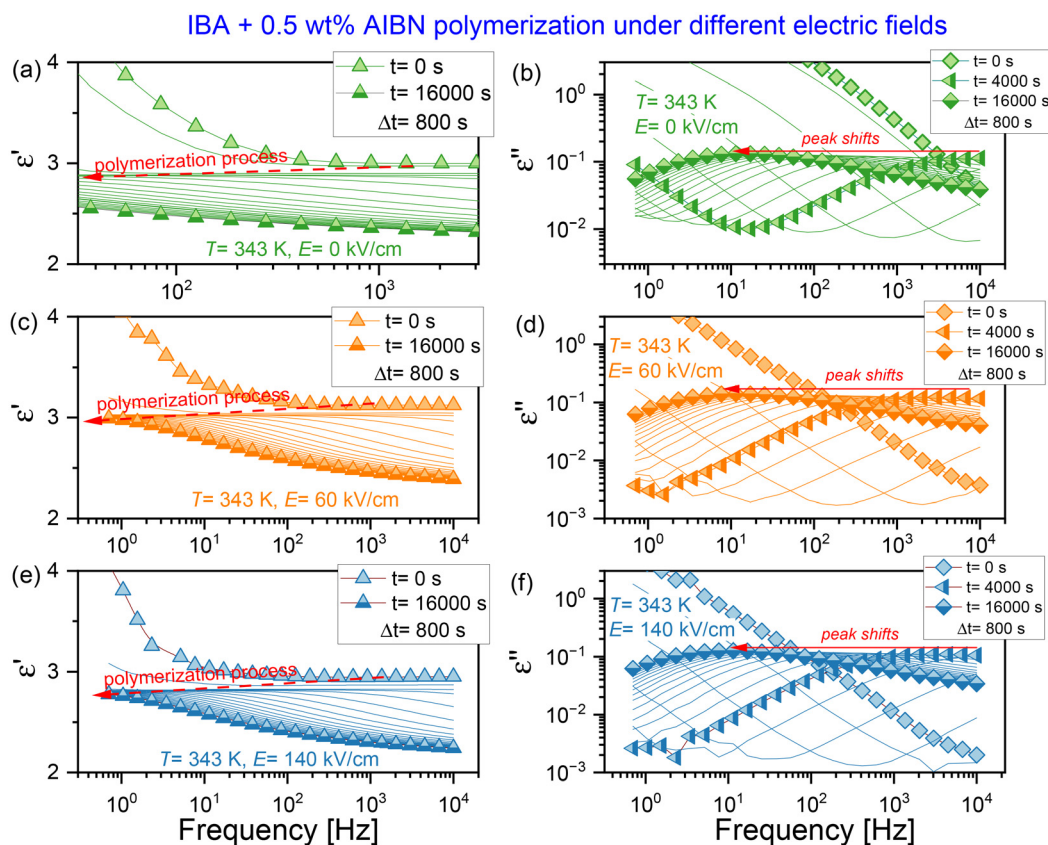 IBA + 0.5 wt% AIBN polymerization under different electric fields
(a)
4
3
2
ε'
t= 0 s
t= 16000 s
Δt= 800 s
polymerization process
T= 343 K, E= 0 kV/cm
10²
10³
(b)
10⁰
10⁻¹
10⁻²
ε''
t= 0 s
t= 4000 s
t= 16000 s
Δt= 800 s
T= 343 K
E= 0 kV/cm
peak shifts
10⁰
10¹
10²
10³
10⁴
(c)
4
3
2
ε'
t= 0 s
t= 16000 s
Δt= 800 s
polymerization process
T= 343 K, E= 60 kV/cm
10⁰
10¹
10²
10³
10⁴
(d)
10⁰
10⁻¹
10⁻²
10⁻³
ε''
t= 0 s
t= 4000 s
t= 16000 s
Δt= 800 s
T= 343 K
E= 60 kV/cm
peak shifts
10⁰
10¹
10²
10³
10⁴
(e)
4
3
2
ε'
t= 0 s
t= 16000 s
Δt= 800 s
polymerization process
T= 343 K, E= 140 kV/cm
10⁰
10¹
10²
10³
10⁴
Frequency [Hz]
(f)
10⁰
10⁻¹
10⁻²
10⁻³
ε''
t= 0 s
t= 4000 s
t= 16000 s
Δt= 800 s
T= 343 K
E= 140 kV/cm
peak shifts
10⁰
10¹
10²
10³
10⁴
Frequency [Hz]